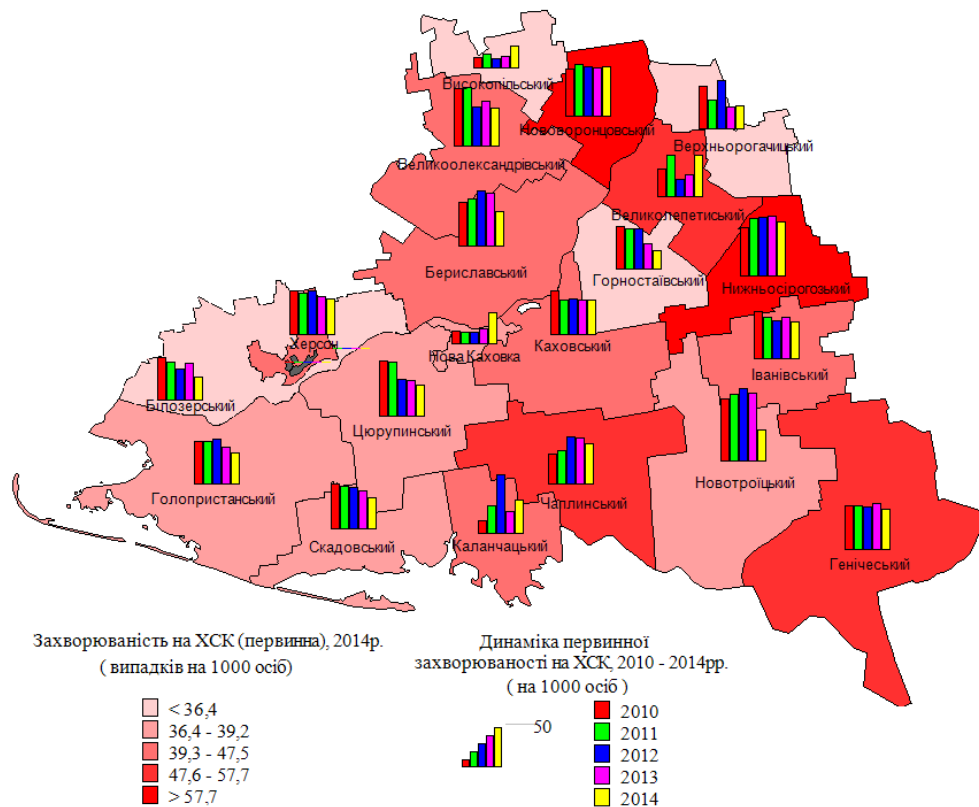 Високопільський
Нововоронцовський
Верхньорогачицький
Великоолександрівський
Великолепетиський
Бериславський
Горностаївський
Нижньосірогозький
Херсон
Нова Каховка
Каховський
Іванівський
Білозерський
Цюрупинський
Голопристанський
Чаплинський
Новотроїцький
Скадовський
Каланчацький
Генічеський
Захворюваність на ХСК (первинна), 2014р.
( випадків на 1000 осіб)
< 36,4
36,4 - 39,2
39,3 - 47,5
47,6 - 57,7
> 57,7
Динаміка первинної
захворюваості на ХСК, 2010 - 2014рр.
( на 1000 осіб )
50
2010
2011
2012
2013
2014